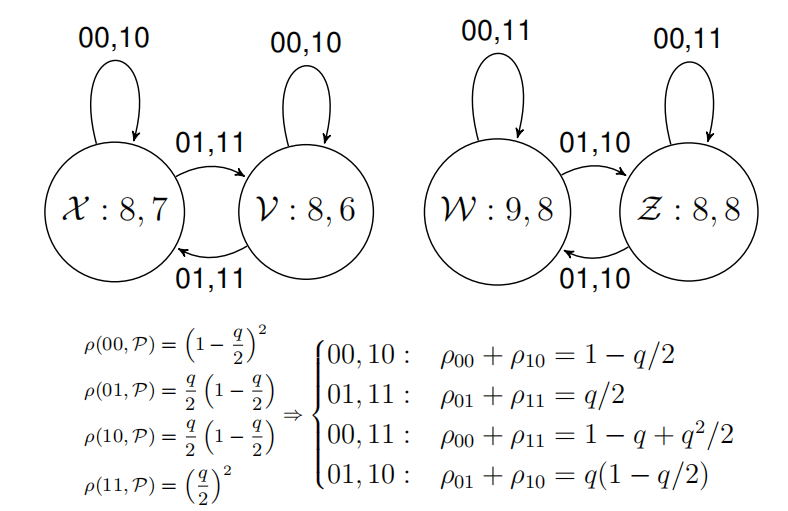 00,10 00,10 00,11 00,11
01,11 01,10
𝒳 : 8, 7 𝒱 : 8, 6 𝒲 : 9, 8 𝒵 : 8, 8
01,11 01,10
ρ(00, 𝒫) = (1 − q/2)²
ρ(01, 𝒫) = q/2 (1 − q/2)
ρ(10, 𝒫) = q/2 (1 − q/2)
ρ(11, 𝒫) = (q/2)²
⇒
00, 10 : ρ₀₀ + ρ₁₀ = 1 − q/2
01, 11 : ρ₀₁ + ρ₁₁ = q/2
00, 11 : ρ₀₀ + ρ₁₁ = 1 − q + q²/2
01, 10 : ρ₀₁ + ρ₁₀ = q(1 − q/2)